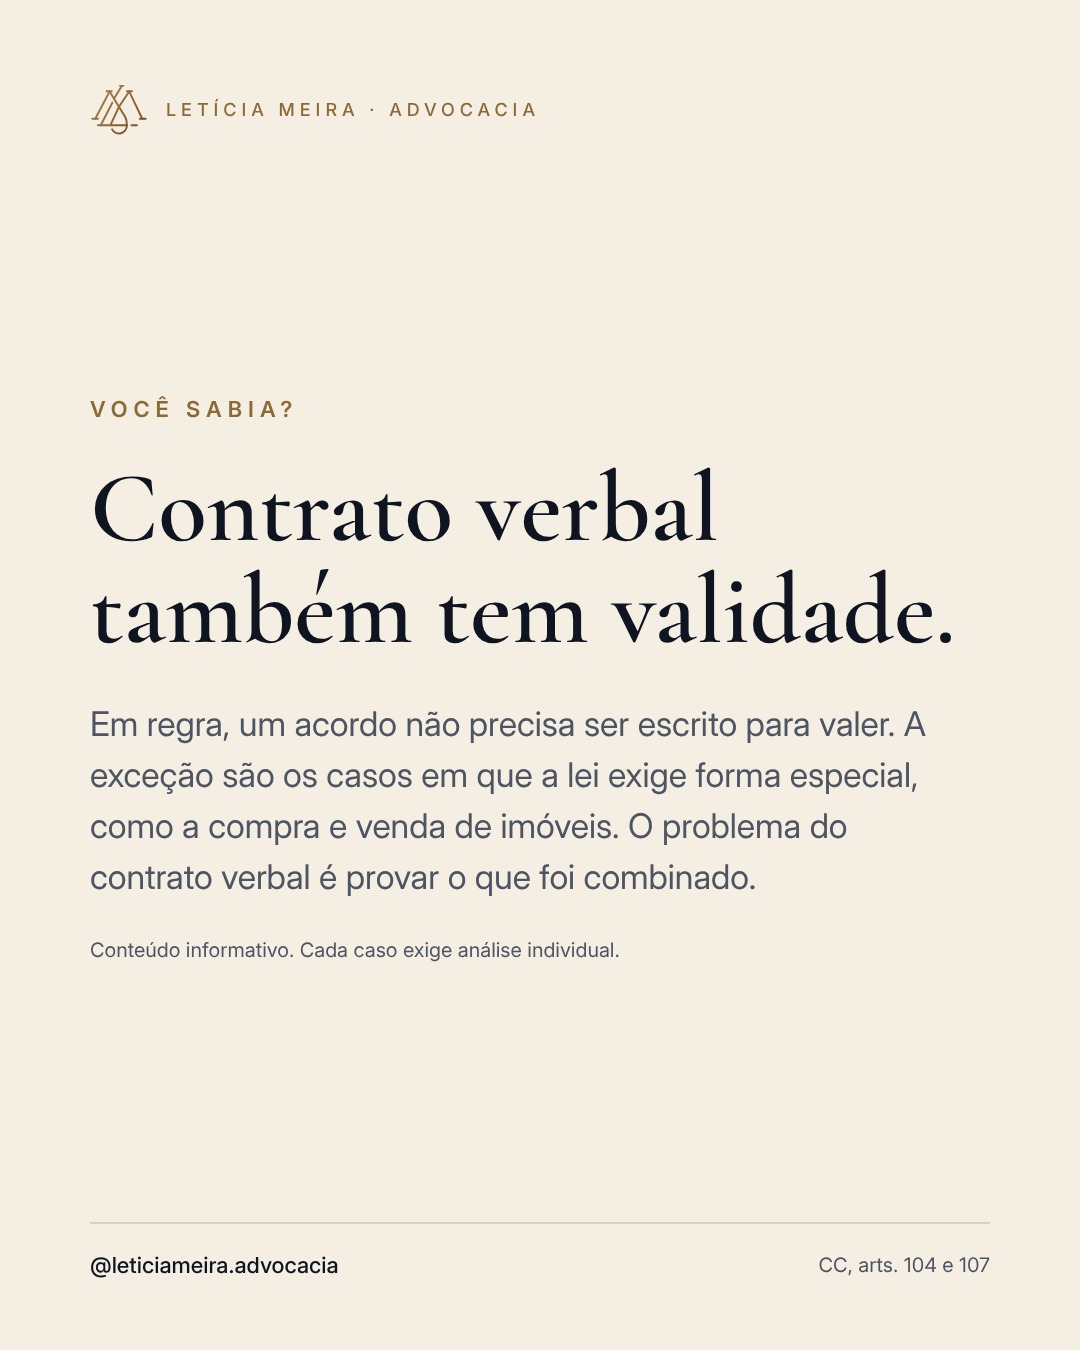 LETÍCIA MEIRA · ADVOCACIA
VOCÊ SABIA?
Contrato verbal
também tem validade.
Em regra, um acordo não precisa ser escrito para valer. A
exceção são os casos em que a lei exige forma especial,
como a compra e venda de imóveis. O problema do
contrato verbal é provar o que foi combinado.
Conteúdo informativo. Cada caso exige análise individual.
@leticiameira.advocacia
CC, arts. 104 e 107